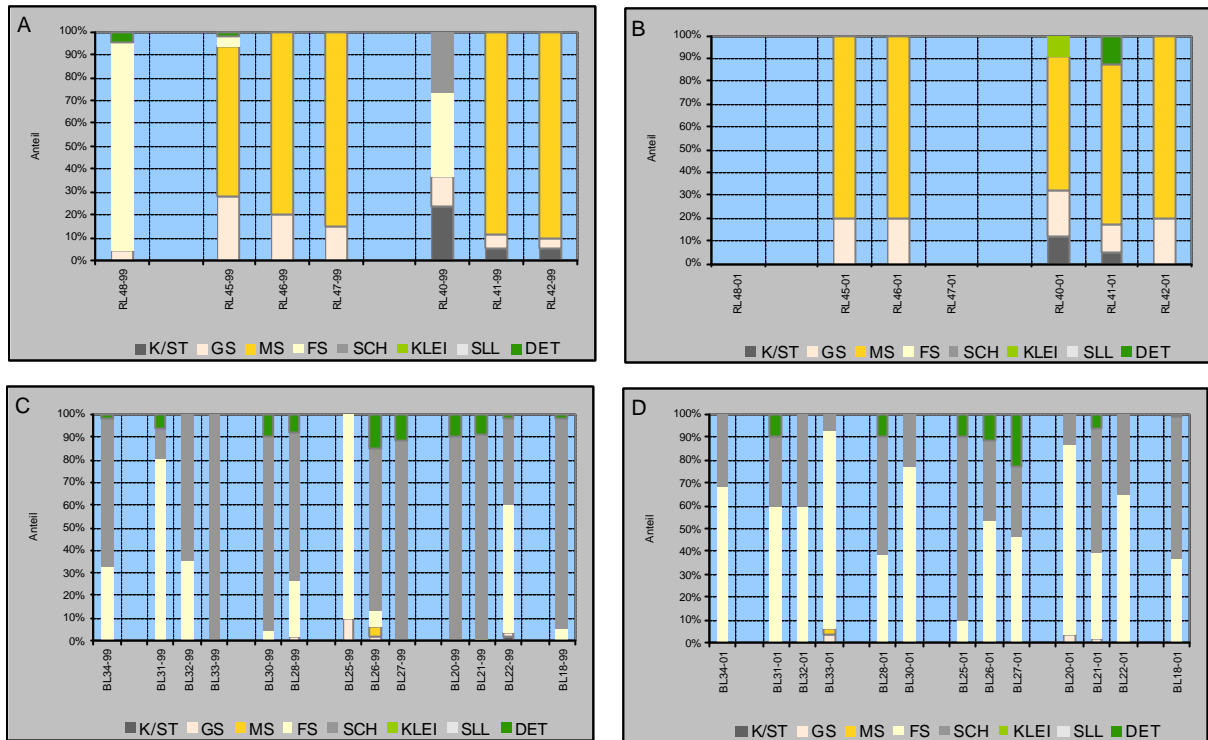 A
100%
90%
80%
70%
60%
50%
40%
30%
20%
10%
0%
Anteil
RL48-99
RL45-99
RL46-99
RL47-99
RL40-99
RL41-99
RL42-99
K/ST GS MS FS SCH KLEI SLL DET
B
100%
90%
80%
70%
60%
50%
40%
30%
20%
10%
0%
Anteil
RL48-01
RL45-01
RL46-01
RL47-01
RL40-01
RL41-01
RL42-01
K/ST GS MS FS SCH KLEI SLL DET
C
100%
90%
80%
70%
60%
50%
40%
30%
20%
10%
0%
Anteil
BL34-99
BL31-99
BL32-99
BL33-99
BL30-99
BL28-99
BL25-99
BL26-99
BL27-99
BL20-99
BL21-99
BL22-99
BL18-99
K/ST GS MS FS SCH KLEI SLL DET
D
100%
90%
80%
70%
60%
50%
40%
30%
20%
10%
0%
Anteil
BL34-01
BL31-01
BL32-01
BL33-01
BL28-01
BL30-01
BL25-01
BL26-01
BL27-01
BL20-01
BL21-01
BL22-01
BL18-01
K/ST GS MS FS SCH KLEI SLL DET